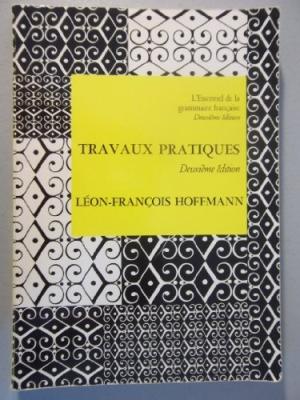 L'Essentiel de la
grammaire française
Deuxième Édition
TRAVAUX PRATIQUES
Deuxième Édition
LÉON-FRANÇOIS HOFFMANN